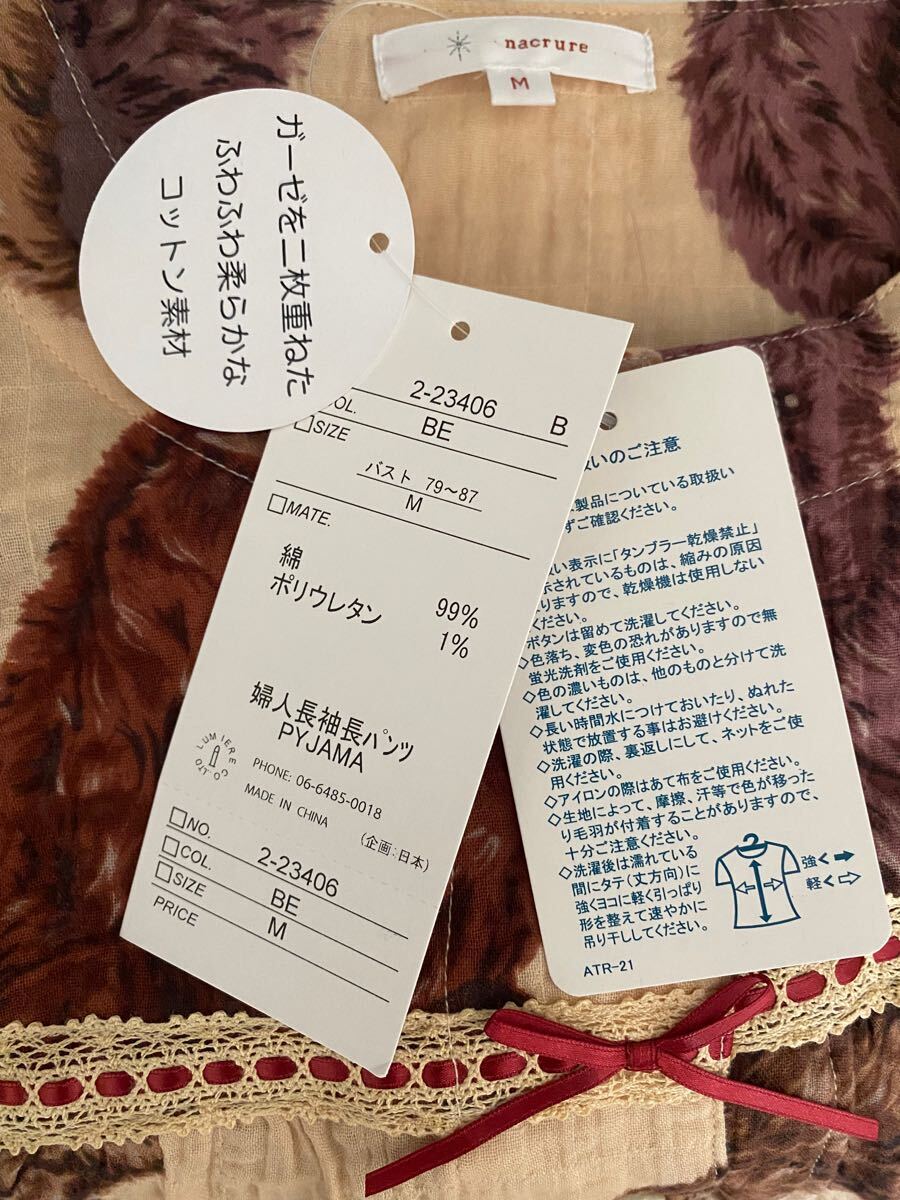 nacrure
M
ガーゼを二枚重ねた
ふわふわ柔らかな
コットン素材
2-23406 B
OL. BE
□SIZE
バスト 79〜87
M
□MATE.
綿 99%
ポリウレタン 1%
婦人長袖長パンツ
PYJAMA
LUMIERE COTTO
PHONE: 06-6485-0018
MADE IN CHINA
(企画:日本)
□NO. 2-23406
□COL. BE
□SIZE M
PRICE
扱いのご注意
製品についている取扱い
ずご確認ください。
い表示に「タンブラー乾燥禁止」
示されているものは、縮みの原因
りますので、乾燥機は使用しない
ください。
ボタンは留めて洗濯してください。
◇色落ち、変色の恐れがありますので無
蛍光洗剤をご使用ください。
◇色の濃いものは、他のものと分けて洗
濯してください。
◇長い時間水につけておいたり、ぬれた
状態で放置する事はお避けください。
◇洗濯の際、裏返しにして、ネットをご使
用ください。
◇アイロンの際はあて布をご使用ください。
◇生地によって、摩擦、汗等で色が移った
り毛羽が付着することがありますので、
十分ご注意ください。
◇洗濯後は濡れている
間にタテ(丈方向)に
強くヨコに軽く引っぱり
形を整えて速やかに
吊り干ししてください。
強く➡
軽く⇨
ATR-21